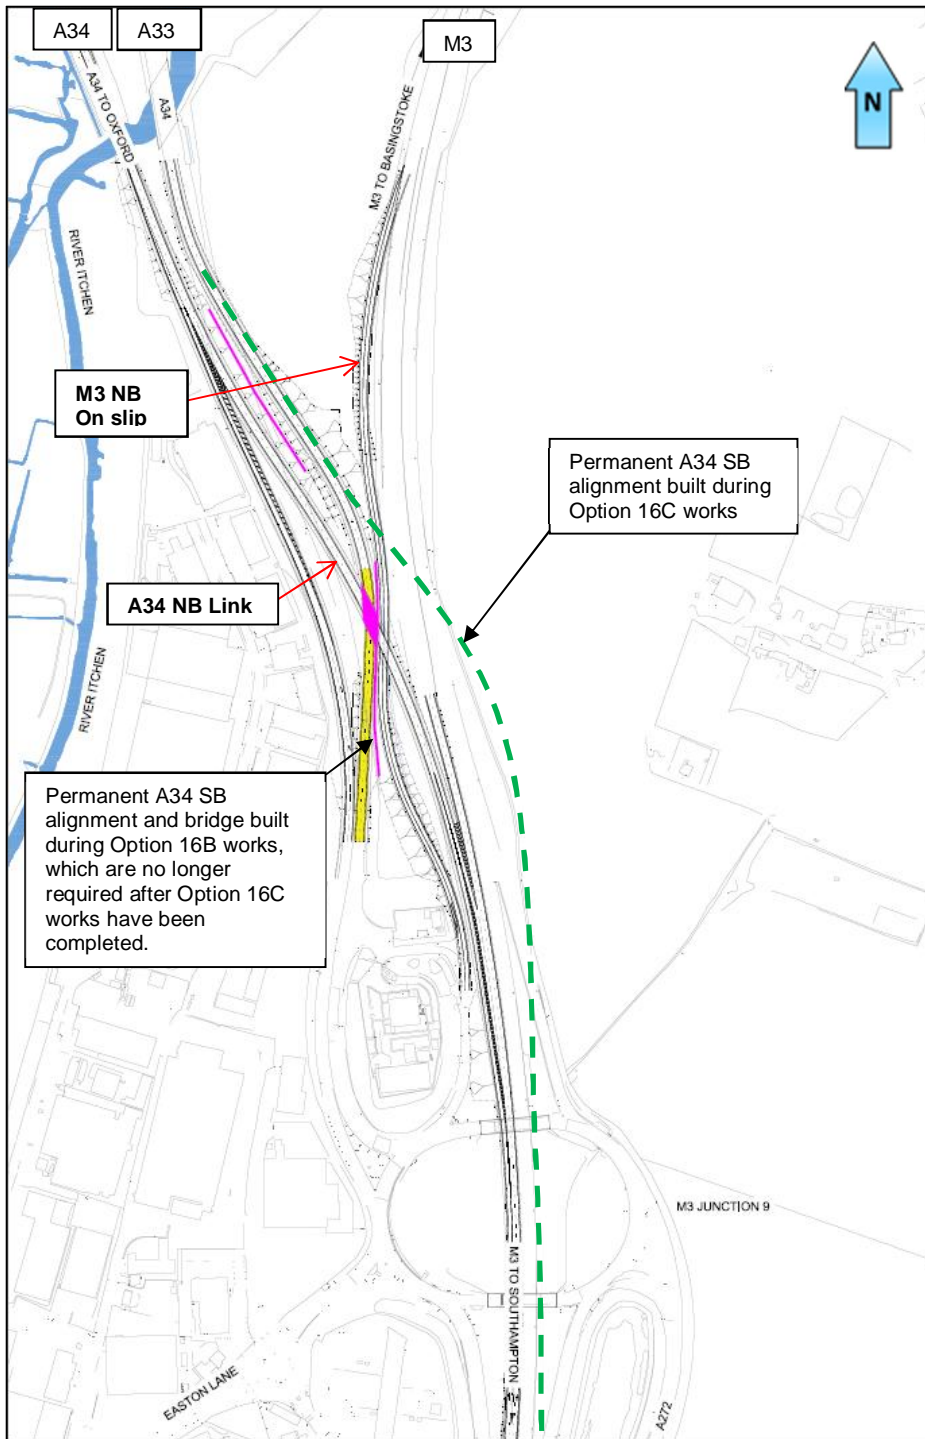 A34
A33
M3
N
A34 TO OXFORD
A34
M3 TO BASINGSTOKE
RIVER ITCHEN
M3 NB
On slip
Permanent A34 SB
alignment built during
Option 16C works
A34 NB Link
RIVER ITCHEN
Permanent A34 SB
alignment and bridge built
during Option 16B works,
which are no longer
required after Option 16C
works have been
completed.
M3 JUNCTION 9
M3 TO SOUTHAMPTON
EASTON LANE
A272